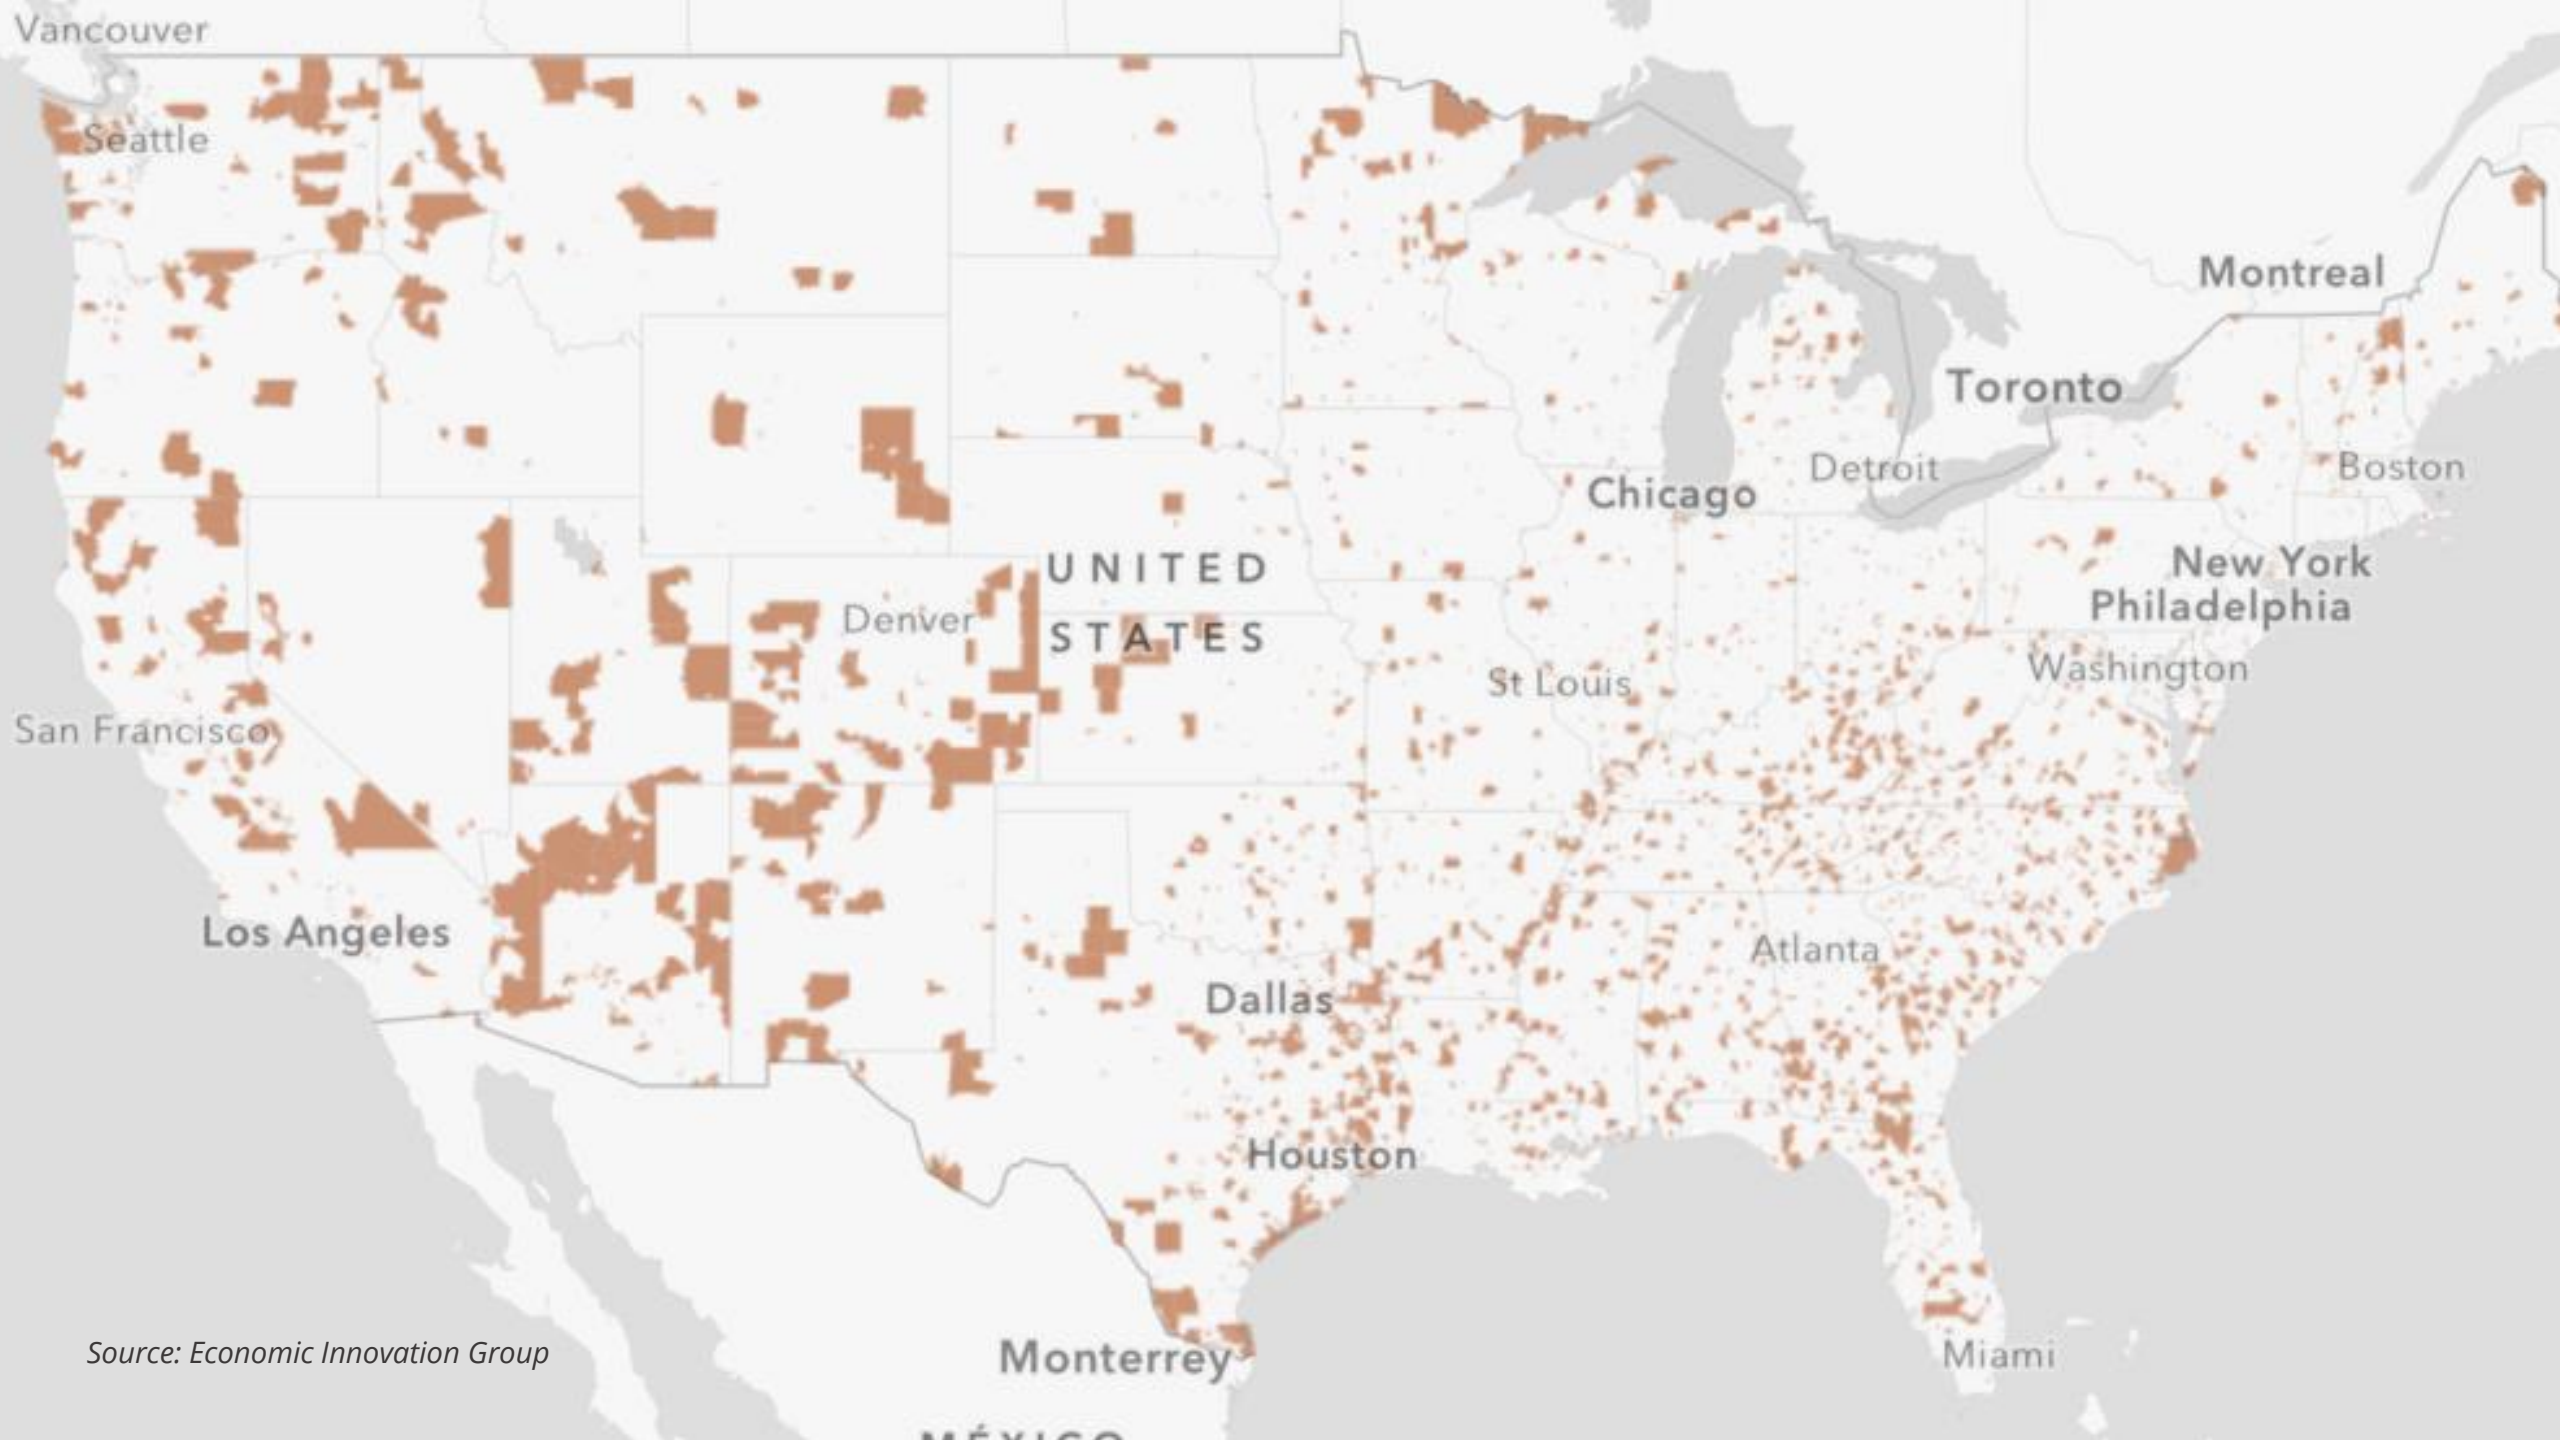 Vancouver
Seattle
Montreal
Toronto
Detroit
Boston
Chicago
New York
Philadelphia
UNITED
STATES
Denver
Washington
St Louis
San Francisco
Los Angeles
Atlanta
Dallas
Houston
Monterrey
Miami
Source: Economic Innovation Group
MÉXICO